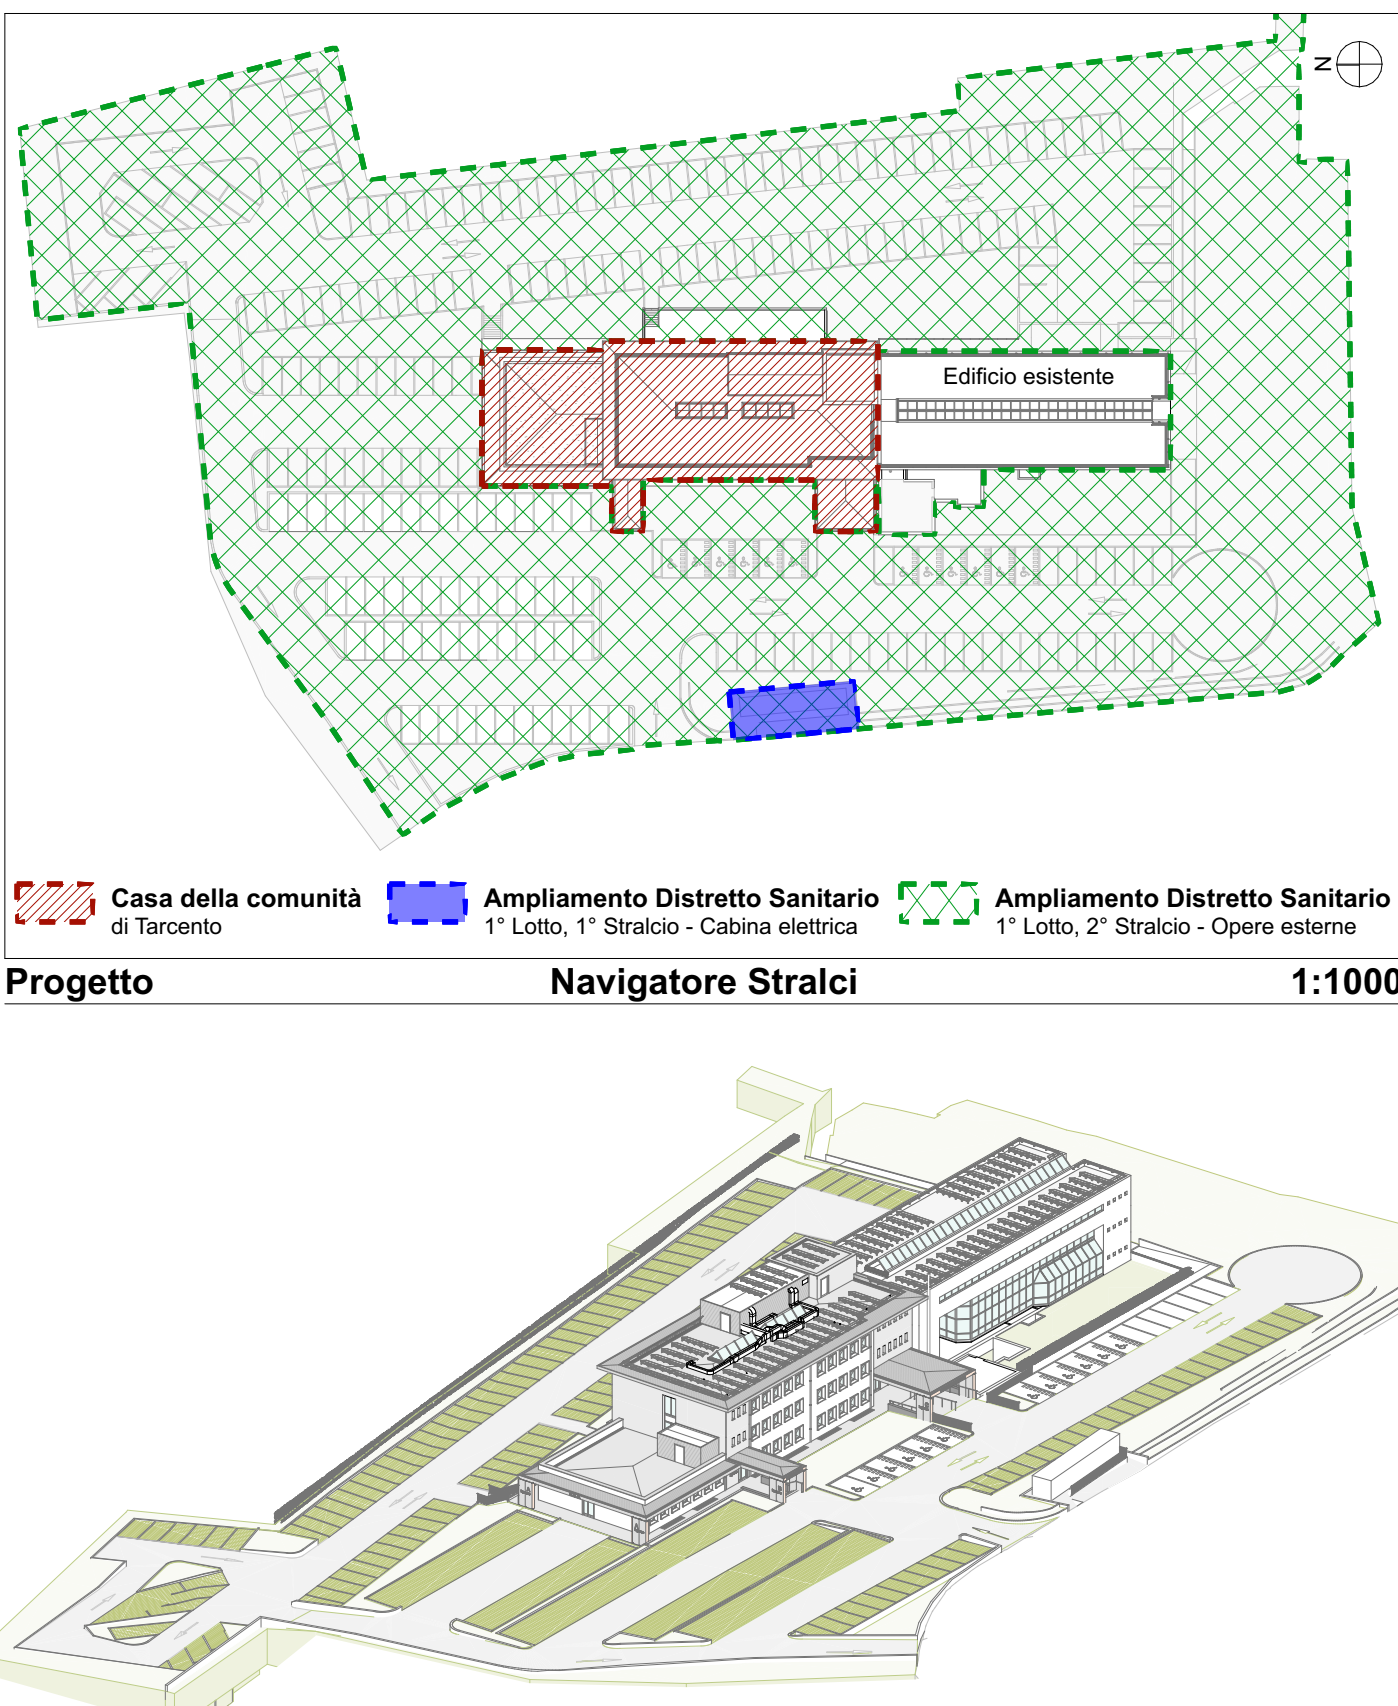 N
Edificio esistente
Casa della comunità
di Tarcento
Ampliamento Distretto Sanitario
1° Lotto, 1° Stralcio - Cabina elettrica
Ampliamento Distretto Sanitario
1° Lotto, 2° Stralcio - Opere esterne
Progetto
Navigatore Stralci
1:1000